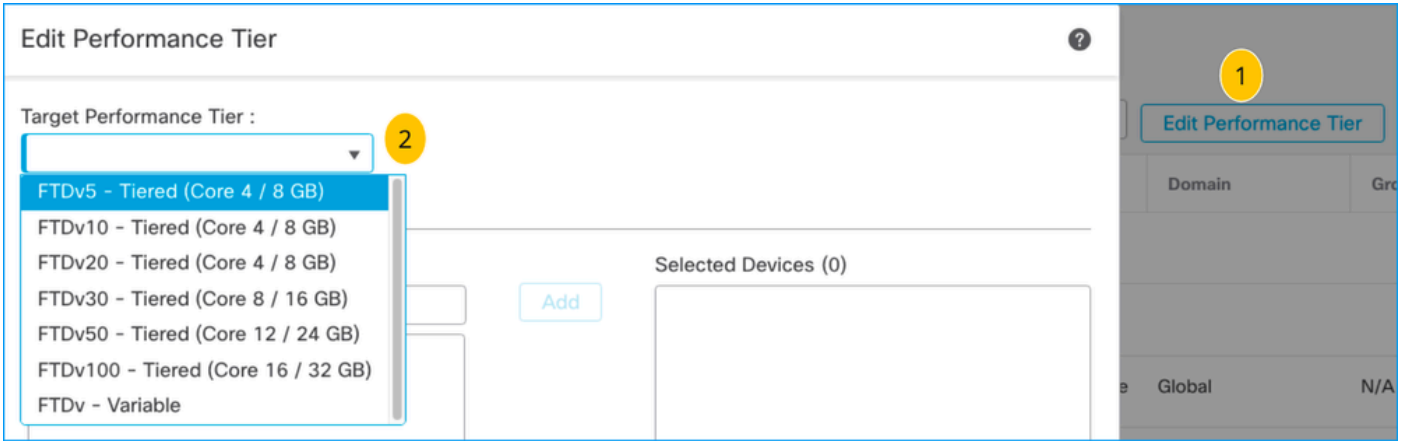 Edit Performance Tier
?
1
Edit Performance Tier
Target Performance Tier :
2
FTDv5 - Tiered (Core 4 / 8 GB)
FTDv10 - Tiered (Core 4 / 8 GB)
FTDv20 - Tiered (Core 4 / 8 GB)
FTDv30 - Tiered (Core 8 / 16 GB)
FTDv50 - Tiered (Core 12 / 24 GB)
FTDv100 - Tiered (Core 16 / 32 GB)
FTDv - Variable
Add
Selected Devices (0)
Domain
Gro
e Global N/A